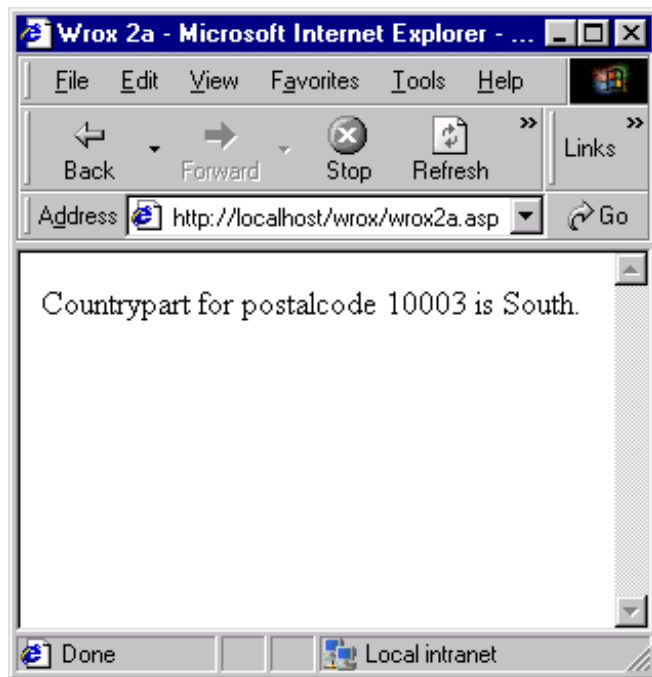 Wrox 2a - Microsoft Internet Explorer - ...
File Edit View Favorites Tools Help
Back Forward Stop Refresh » Links »
Address http://localhost/wrox/wrox2a.asp Go
Countrypart for postalcode 10003 is South.
Done Local intranet